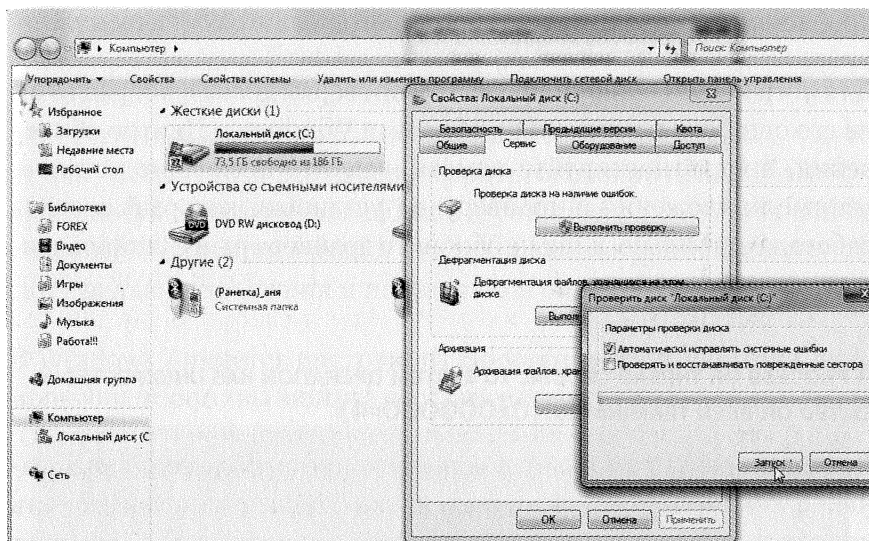 Компьютер
Поиск: Компьютер
Упорядочить Свойства Свойства системы Удалить или изменить программу Подключить сетевой диск Открыть панель управления
Избранное
Загрузки
Недавние места
Рабочий стол
Библиотеки
FOREX
Видео
Документы
Игры
Изображения
Музыка
Работа!!!
Домашняя группа
Компьютер
Локальный диск (C
Сеть
Жесткие диски (1)
Локальный диск (C:)
73,5 ГБ свободно из 186 ГБ
Устройства со съемными носителями
DVD RW дисковод (D:)
Другие (2)
(Ранетка)_аня
Системная папка
Свойства: Локальный диск (C:)
Безопасность Предыдущие версии Квота
Общие Сервис Оборудование Доступ
Проверка диска
Проверка диска на наличие ошибок.
Выполнить проверку
Дефрагментация диска
Дефрагментация файлов, хранящихся на этом
диске.
Выпол
Архивация
Архивация файлов, хран
OK Отмена Применить
Проверить диск "Локальный диск (C:)"
Параметры проверки диска
Автоматически исправлять системные ошибки
Проверять и восстанавливать поврежденные сектора
Запуск Отмена